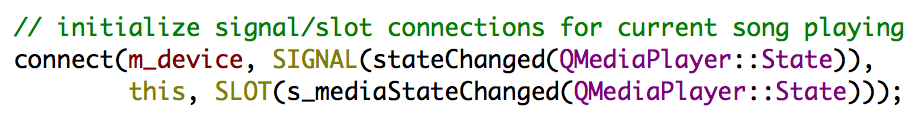 // initialize signal/slot connections for current song playing
connect(m_device, SIGNAL(stateChanged(QMediaPlayer::State)),
        this, SLOT(s_mediaStateChanged(QMediaPlayer::State)));